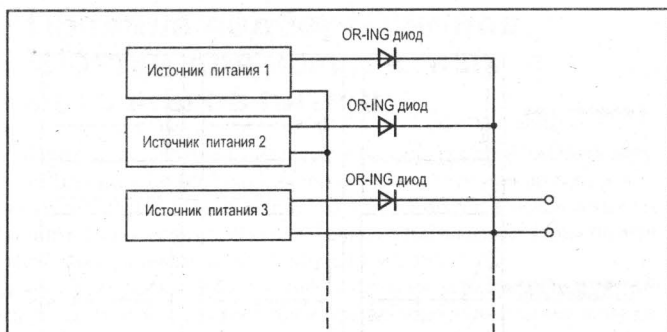 OR-ING диод
Источник питания 1
OR-ING диод
Источник питания 2
OR-ING диод
Источник питания 3